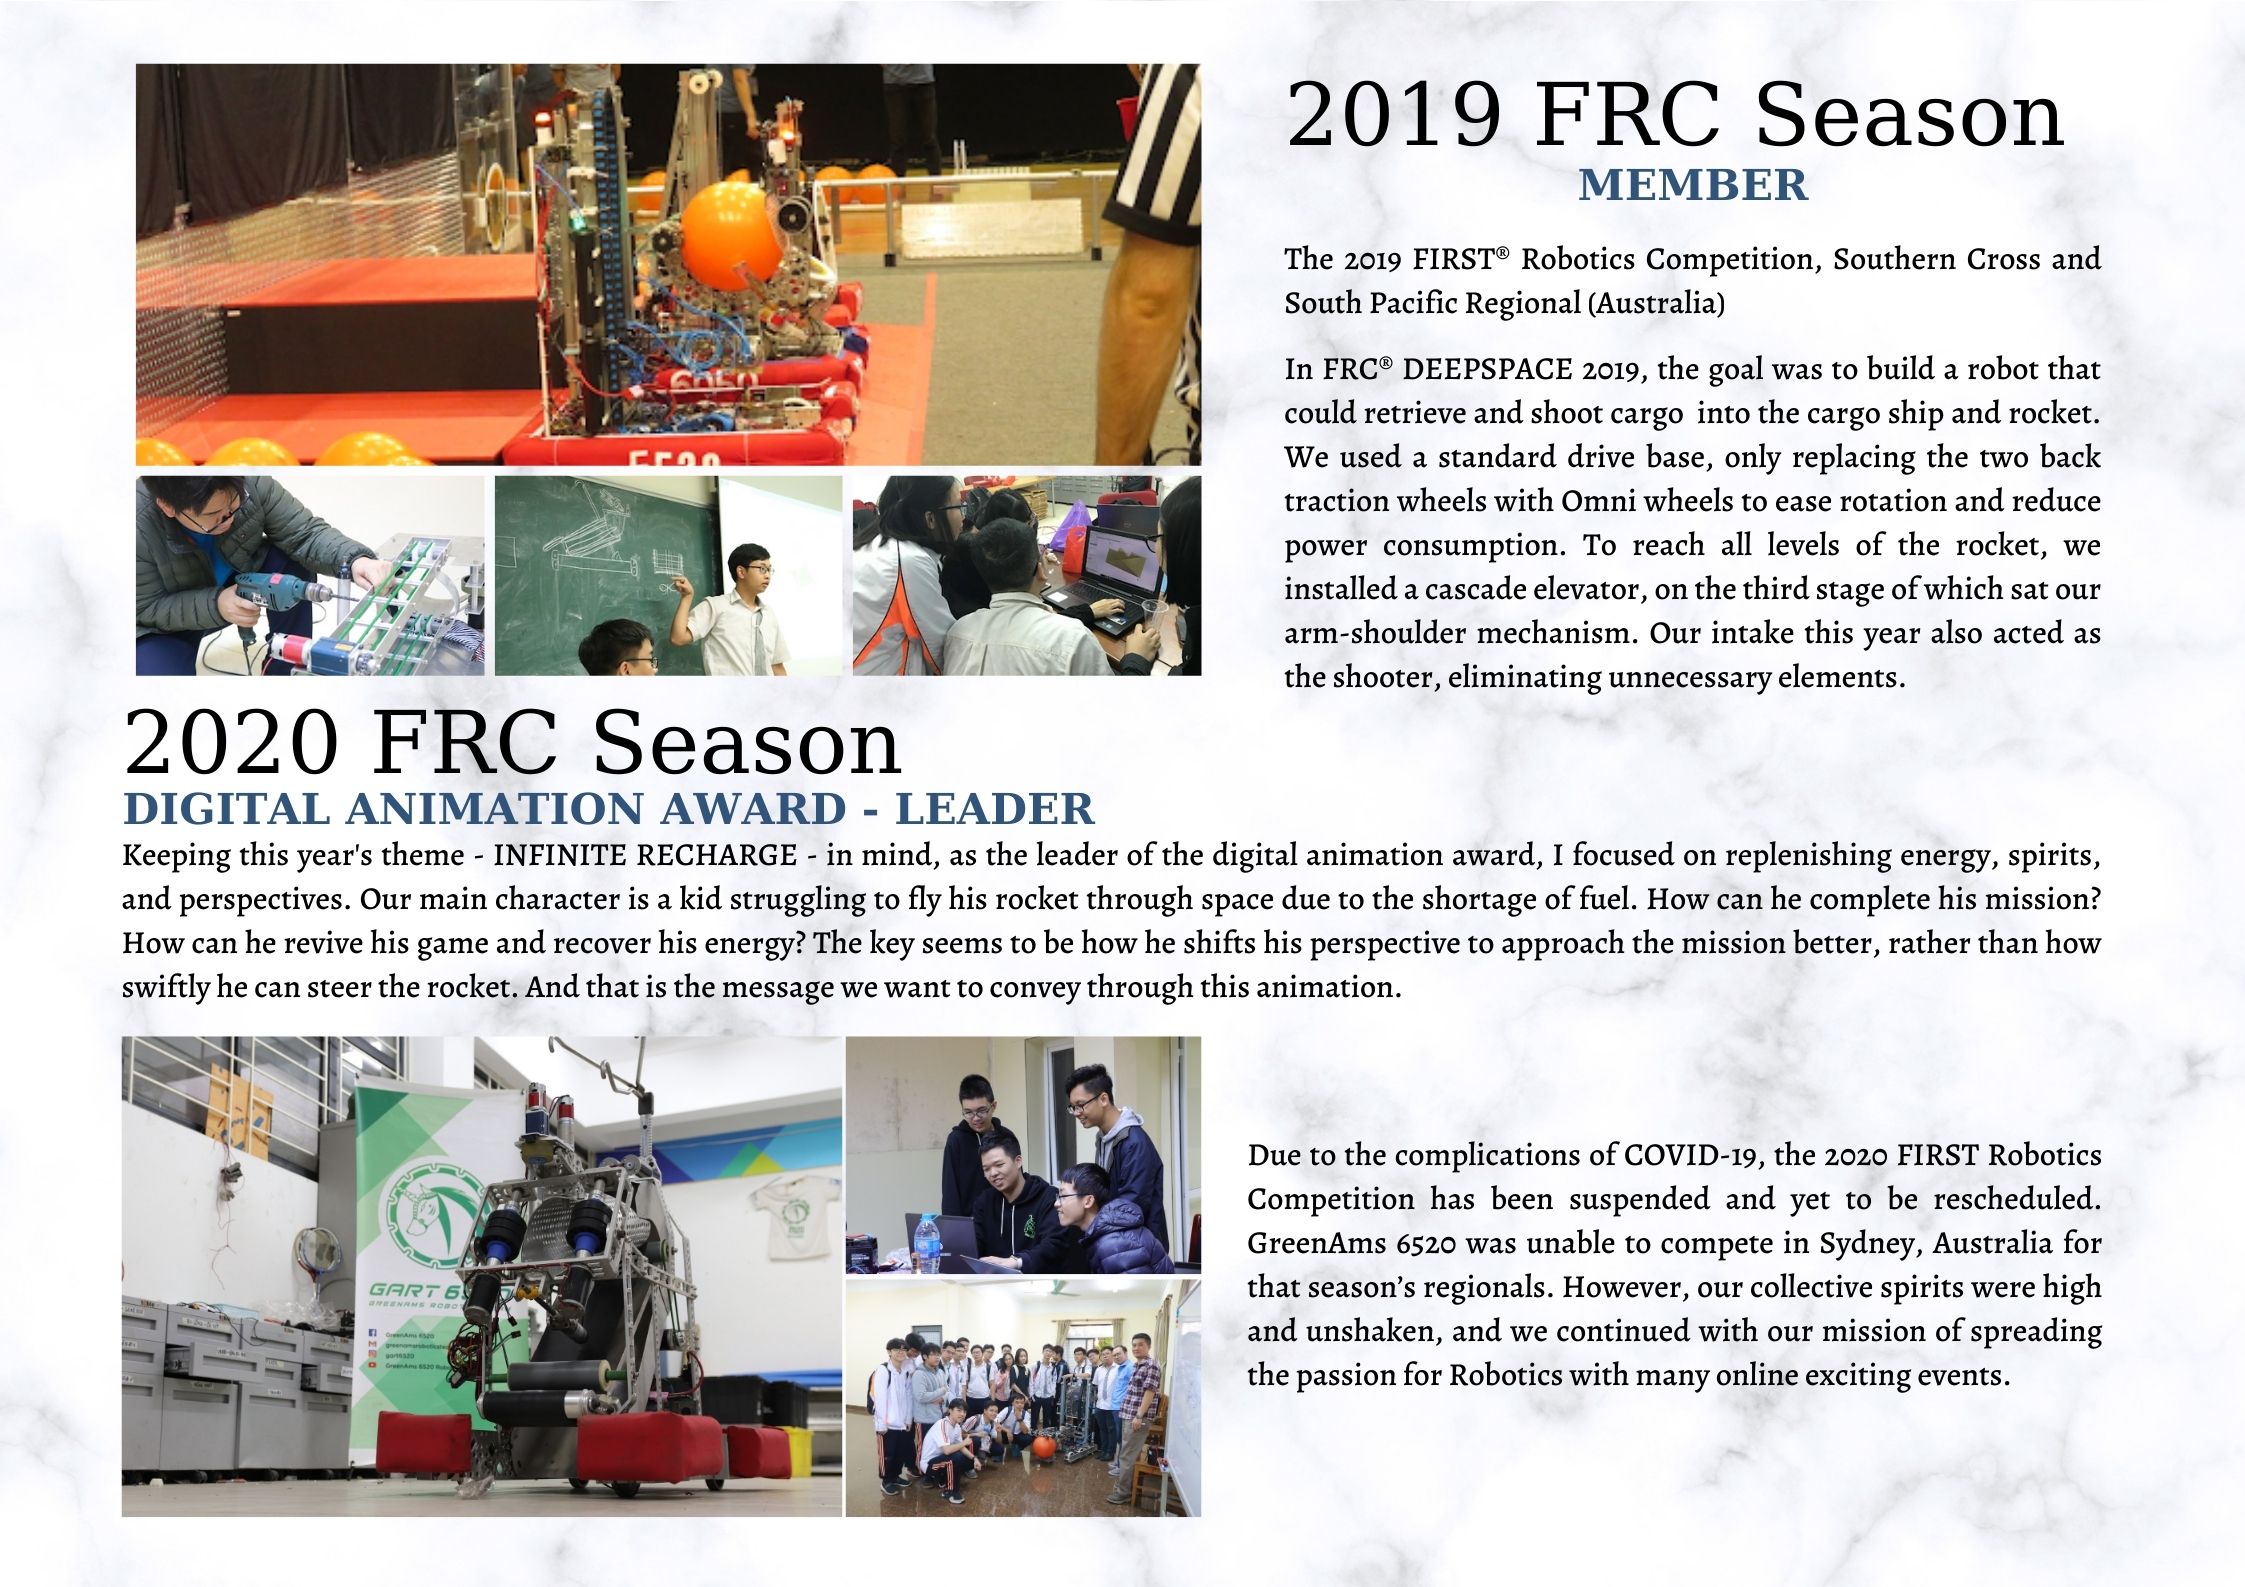 2019 FRC Season
MEMBER
The 2019 FIRST® Robotics Competition, Southern Cross and
South Pacific Regional (Australia)
In FRC® DEEPSPACE 2019, the goal was to build a robot that
could retrieve and shoot cargo into the cargo ship and rocket.
We used a standard drive base, only replacing the two back
traction wheels with Omni wheels to ease rotation and reduce
power consumption. To reach all levels of the rocket, we
installed a cascade elevator, on the third stage of which sat our
arm-shoulder mechanism. Our intake this year also acted as
the shooter, eliminating unnecessary elements.
2020 FRC Season
DIGITAL ANIMATION AWARD - LEADER
Keeping this year's theme - INFINITE RECHARGE - in mind, as the leader of the digital animation award, I focused on replenishing energy, spirits,
and perspectives. Our main character is a kid struggling to fly his rocket through space due to the shortage of fuel. How can he complete his mission?
How can he revive his game and recover his energy? The key seems to be how he shifts his perspective to approach the mission better, rather than how
swiftly he can steer the rocket. And that is the message we want to convey through this animation.
GART
GREENAMS
GreenAms 6520
gart6520
GreenAms 6520
Due to the complications of COVID-19, the 2020 FIRST Robotics
Competition has been suspended and yet to be rescheduled.
GreenAms 6520 was unable to compete in Sydney, Australia for
that season’s regionals. However, our collective spirits were high
and unshaken, and we continued with our mission of spreading
the passion for Robotics with many online exciting events.